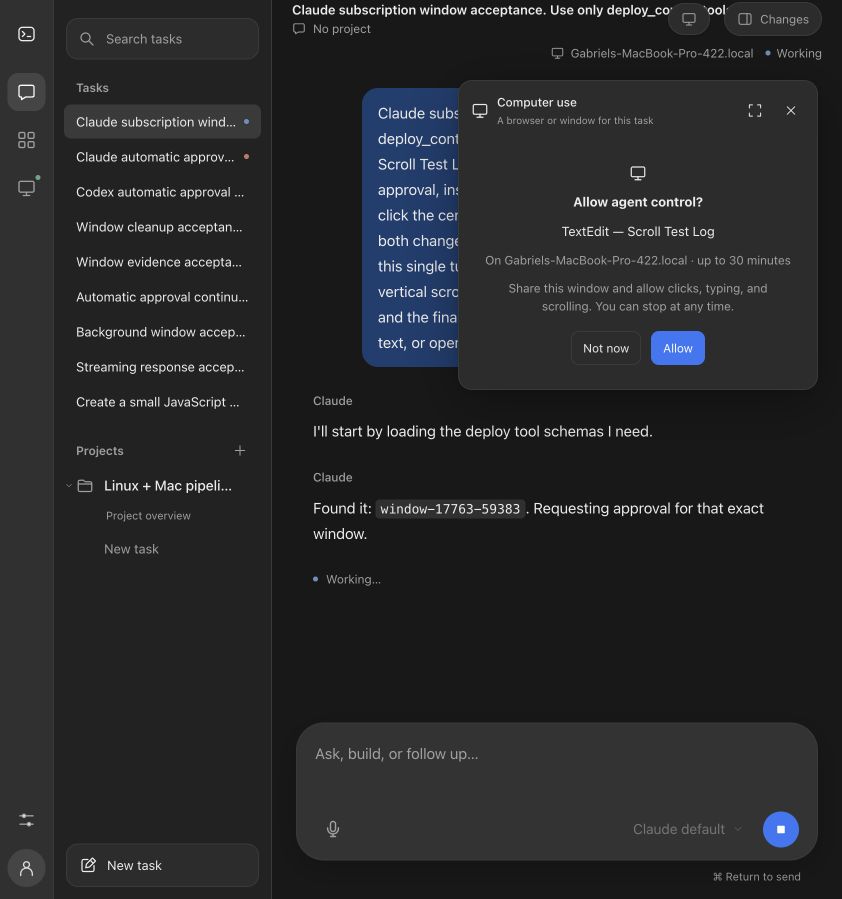 Search tasks
Tasks
Claude subscription wind...
Claude automatic approv...
Codex automatic approval ...
Window cleanup acceptan...
Window evidence accepta...
Automatic approval continu...
Background window accep...
Streaming response accep...
Create a small JavaScript ...
Projects
Linux + Mac pipeli...
Project overview
New task
New task
Claude subscription window acceptance. Use only deploy_co
No project
Changes
Gabriels-MacBook-Pro-422.local
Working
Claude subs
deploy_cont
Scroll Test L
approval, ins
click the cen
both change
this single tu
vertical scro
and the fina
text, or oper
Computer use
A browser or window for this task
Allow agent control?
TextEdit — Scroll Test Log
On Gabriels-MacBook-Pro-422.local · up to 30 minutes
Share this window and allow clicks, typing, and
scrolling. You can stop at any time.
Not now
Allow
Claude
I'll start by loading the deploy tool schemas I need.
Claude
Found it: window-17763-59383. Requesting approval for that exact
window.
Working...
Ask, build, or follow up...
Claude default
⌘ Return to send